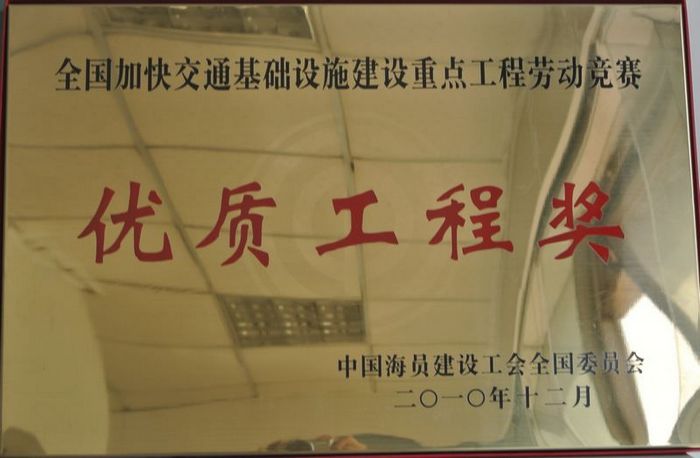 全国加快交通基础设施建设重点工程劳动竞赛
优质工程奖
中国海员建设工会全国委员会
二〇一〇年十二月